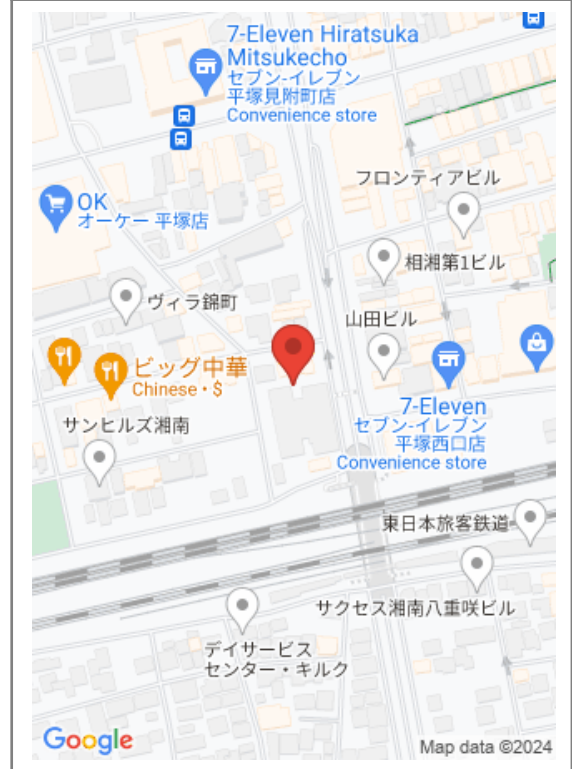 7-Eleven Hiratsuka
Mitsukecho
セブン-イレブン
平塚見附町店
Convenience store
フロンティアビル
OK
オーケー 平塚店
相湘第1ビル
ヴィラ錦町
山田ビル
ビッグ中華
Chinese • $
7-Eleven
セブン-イレブン
平塚西口店
Convenience store
サンヒルズ湘南
東日本旅客鉄道
サクセス湘南八重咲ビル
デイサービス
センター・キルク
Google
Map data ©2024